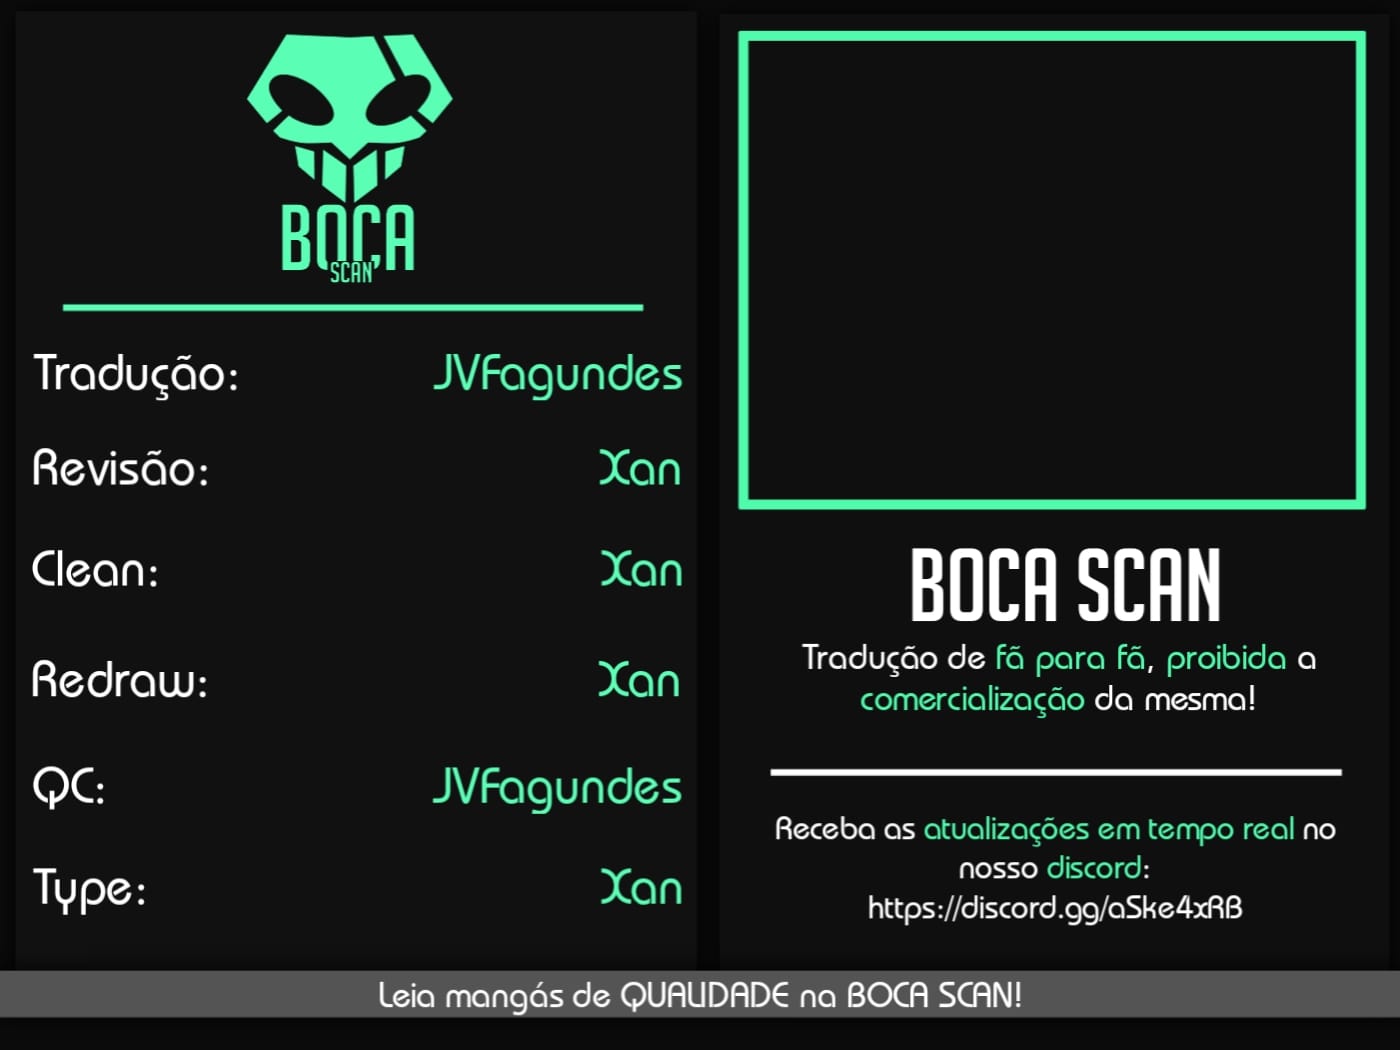 BOCA
SCAN
Tradução: JVFagundes
Revisão: Xan
Clean: Xan
Redraw: Xan
QC: JVFagundes
Type: Xan
BOCA SCAN
Tradução de fã para fã, proibida a
comercialização da mesma!
Receba as atualizações em tempo real no
nosso discord:
https://discord.gg/aSke4xRB
Leia mangás de QUALIDADE na BOCA SCAN!